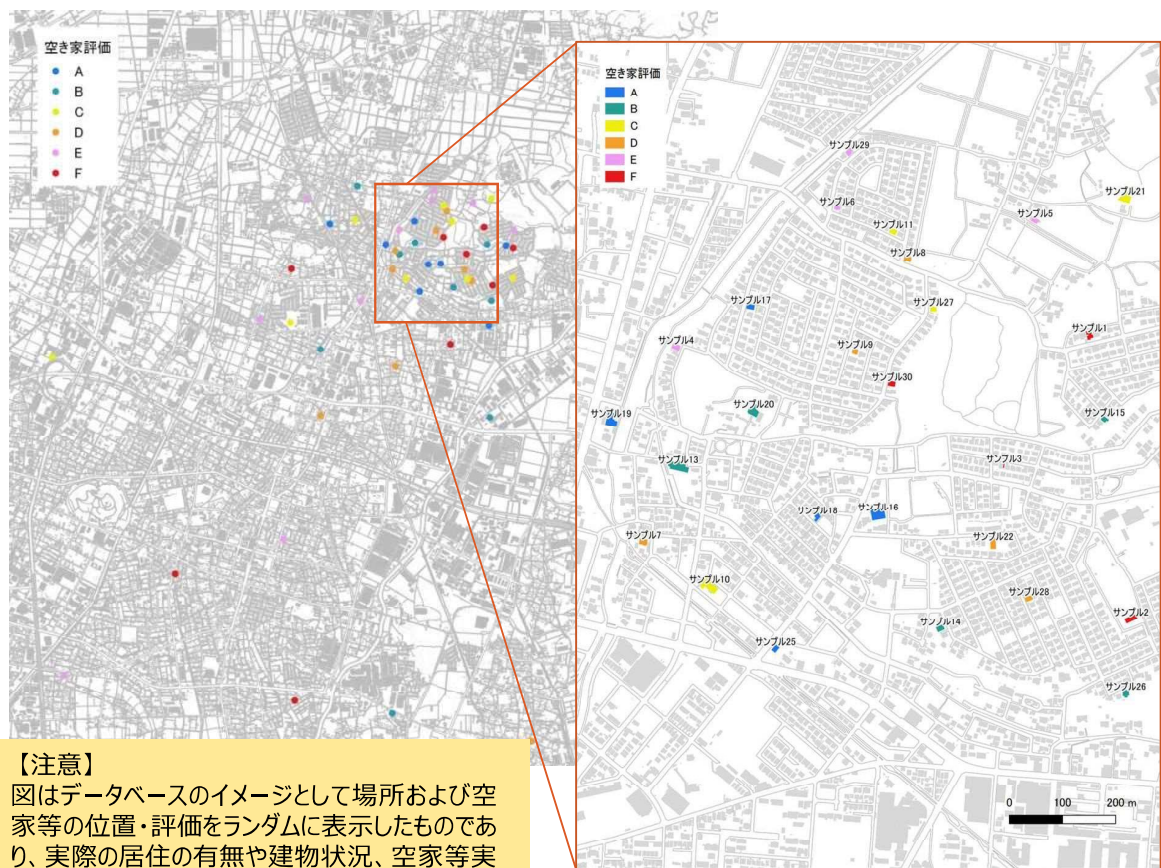 空き家評価
A
B
C
D
E
F
空き家評価
A
B
C
D
E
F
サンプル29
サンプル21
サンプル6
サンプル5
サンプル11
サンプル8
サンプル17
サンプル27
サンプル1
サンプル4
サンプル9
サンプル30
サンプル19
サンプル20
サンプル15
サンプル13
サンプル3
サンプル16
サンプル7
サンプル22
サンプル10
サンプル28
サンプル2
サンプル14
サンプル25
サンプル26
0 100 200 m
【注意】
図はデータベースのイメージとして場所および空
家等の位置・評価をランダムに表示したものであ
り、実際の居住の有無や建物状況、空家等実